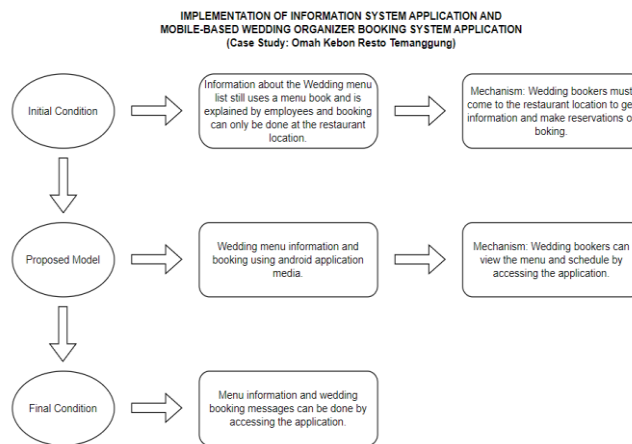 IMPLEMENTATION OF INFORMATION SYSTEM APPLICATION AND
MOBILE-BASED WEDDING ORGANIZER BOOKING SYSTEM APPLICATION
(Case Study: Omah Kebon Resto Temanggung)
Initial Condition
Information about the Wedding menu
list still uses a menu book and is
explained by employees and booking
can only be done at the restaurant
location.
Mechanism: Wedding bookers must
come to the restaurant location to ge
information and make reservations o
boking.
Proposed Model
Wedding menu information and
booking using android application
media.
Mechanism: Wedding bookers can
view the menu and schedule by
accessing the application.
Final Condition
Menu information and wedding
booking messages can be done by
accessing the application.